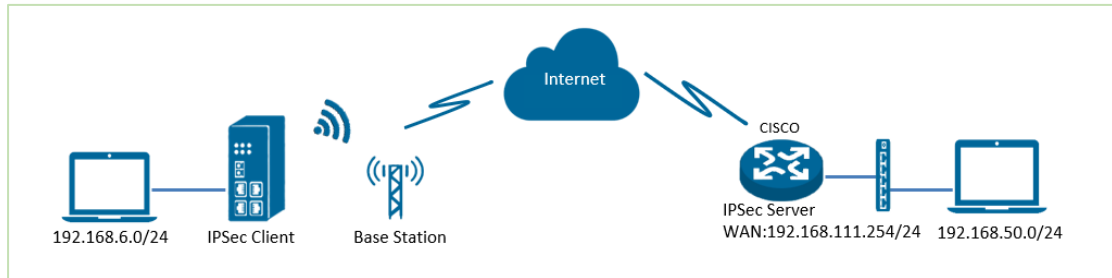 Internet
CISCO
IPSec Server
WAN:192.168.111.254/24
192.168.6.0/24
IPSec Client
Base Station
192.168.50.0/24